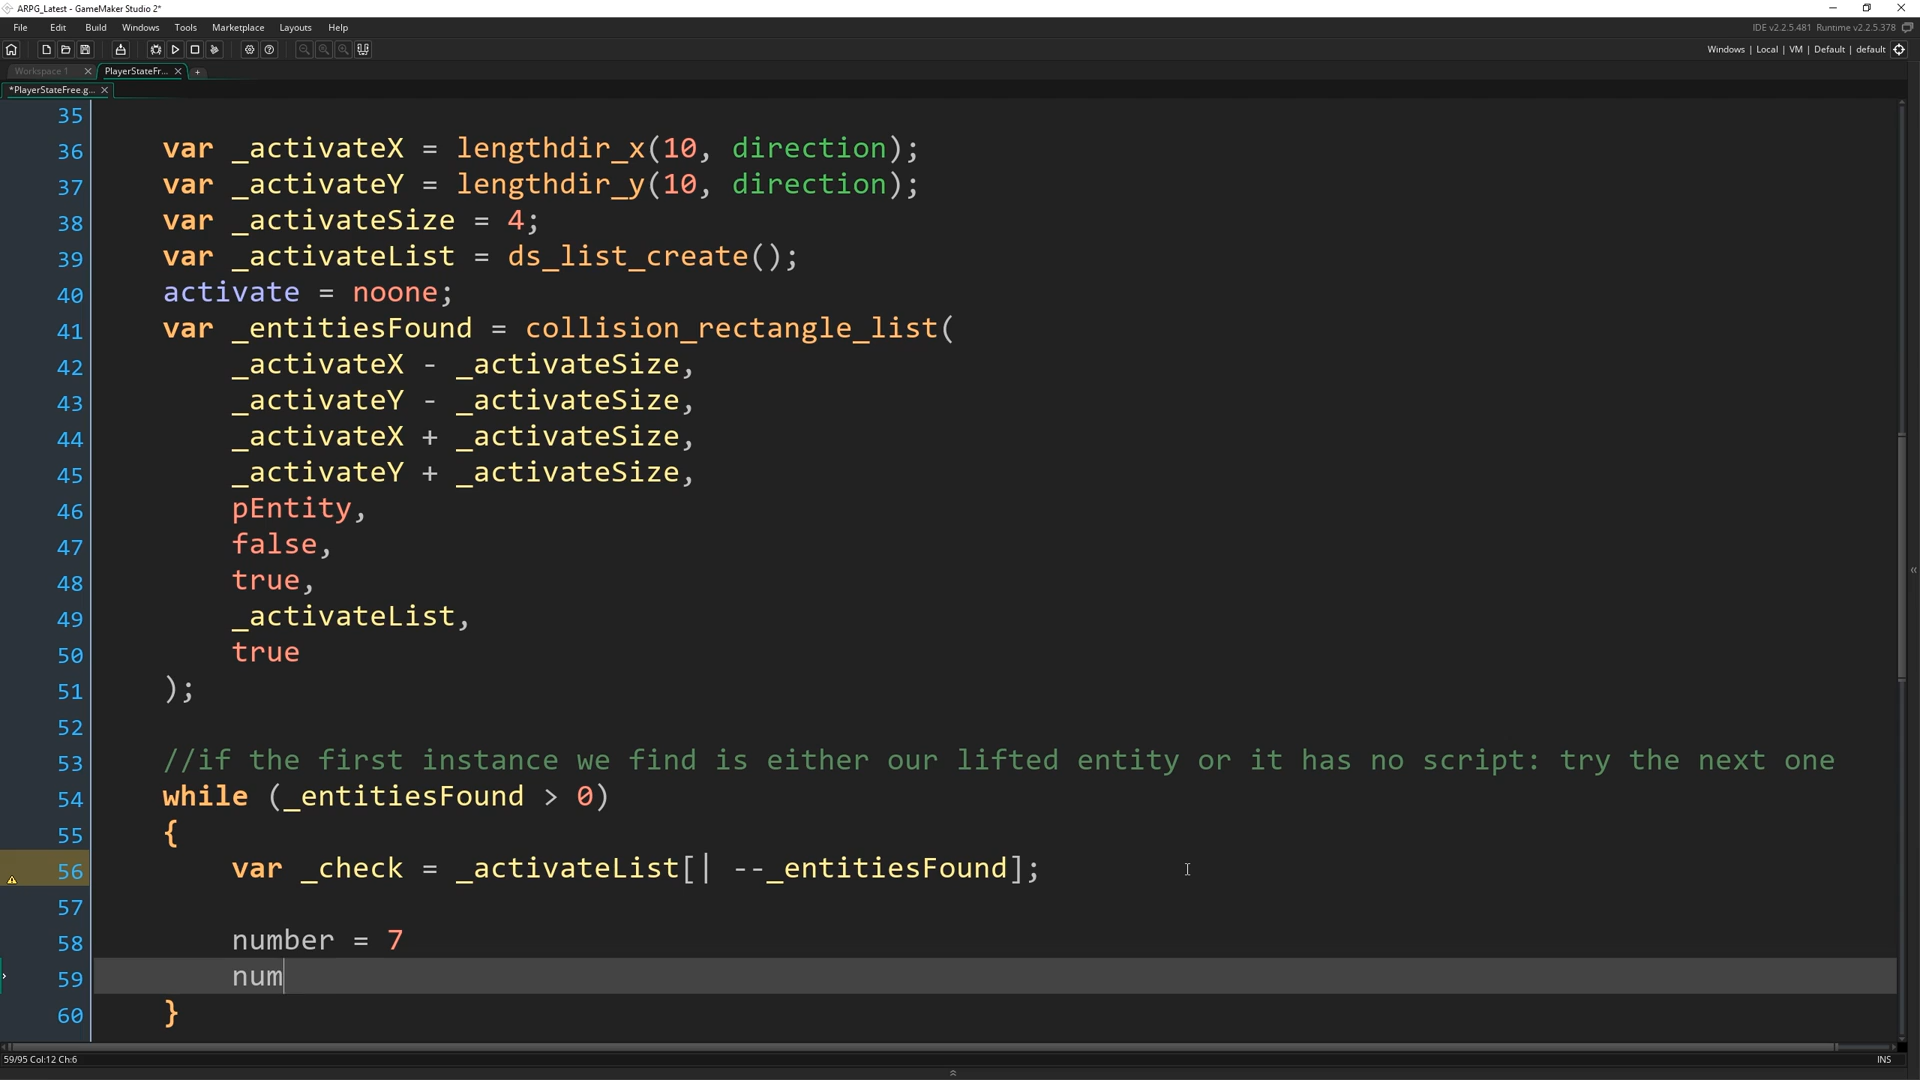 ARPG_Latest - GameMaker Studio 2*
File Edit Build Windows Tools Marketplace Layouts Help
IDE v2.2.5.481 Runtime v2.2.5.378
Windows | Local | VM | Default | default
Workspace 1
PlayerStateFr...
*PlayerStateFree.g...
35
36 var _activateX = lengthdir_x(10, direction);
37 var _activateY = lengthdir_y(10, direction);
38 var _activateSize = 4;
39 var _activateList = ds_list_create();
40 activate = noone;
41 var _entitiesFound = collision_rectangle_list(
42 _activateX - _activateSize,
43 _activateY - _activateSize,
44 _activateX + _activateSize,
45 _activateY + _activateSize,
46 pEntity,
47 false,
48 true,
49 _activateList,
50 true
51 );
52
53 //if the first instance we find is either our lifted entity or it has no script: try the next one
54 while (_entitiesFound > 0)
55 {
56 var _check = _activateList[| --_entitiesFound];
57
58 number = 7
59 num
60 }
59/95 Col:12 Ch:6
INS